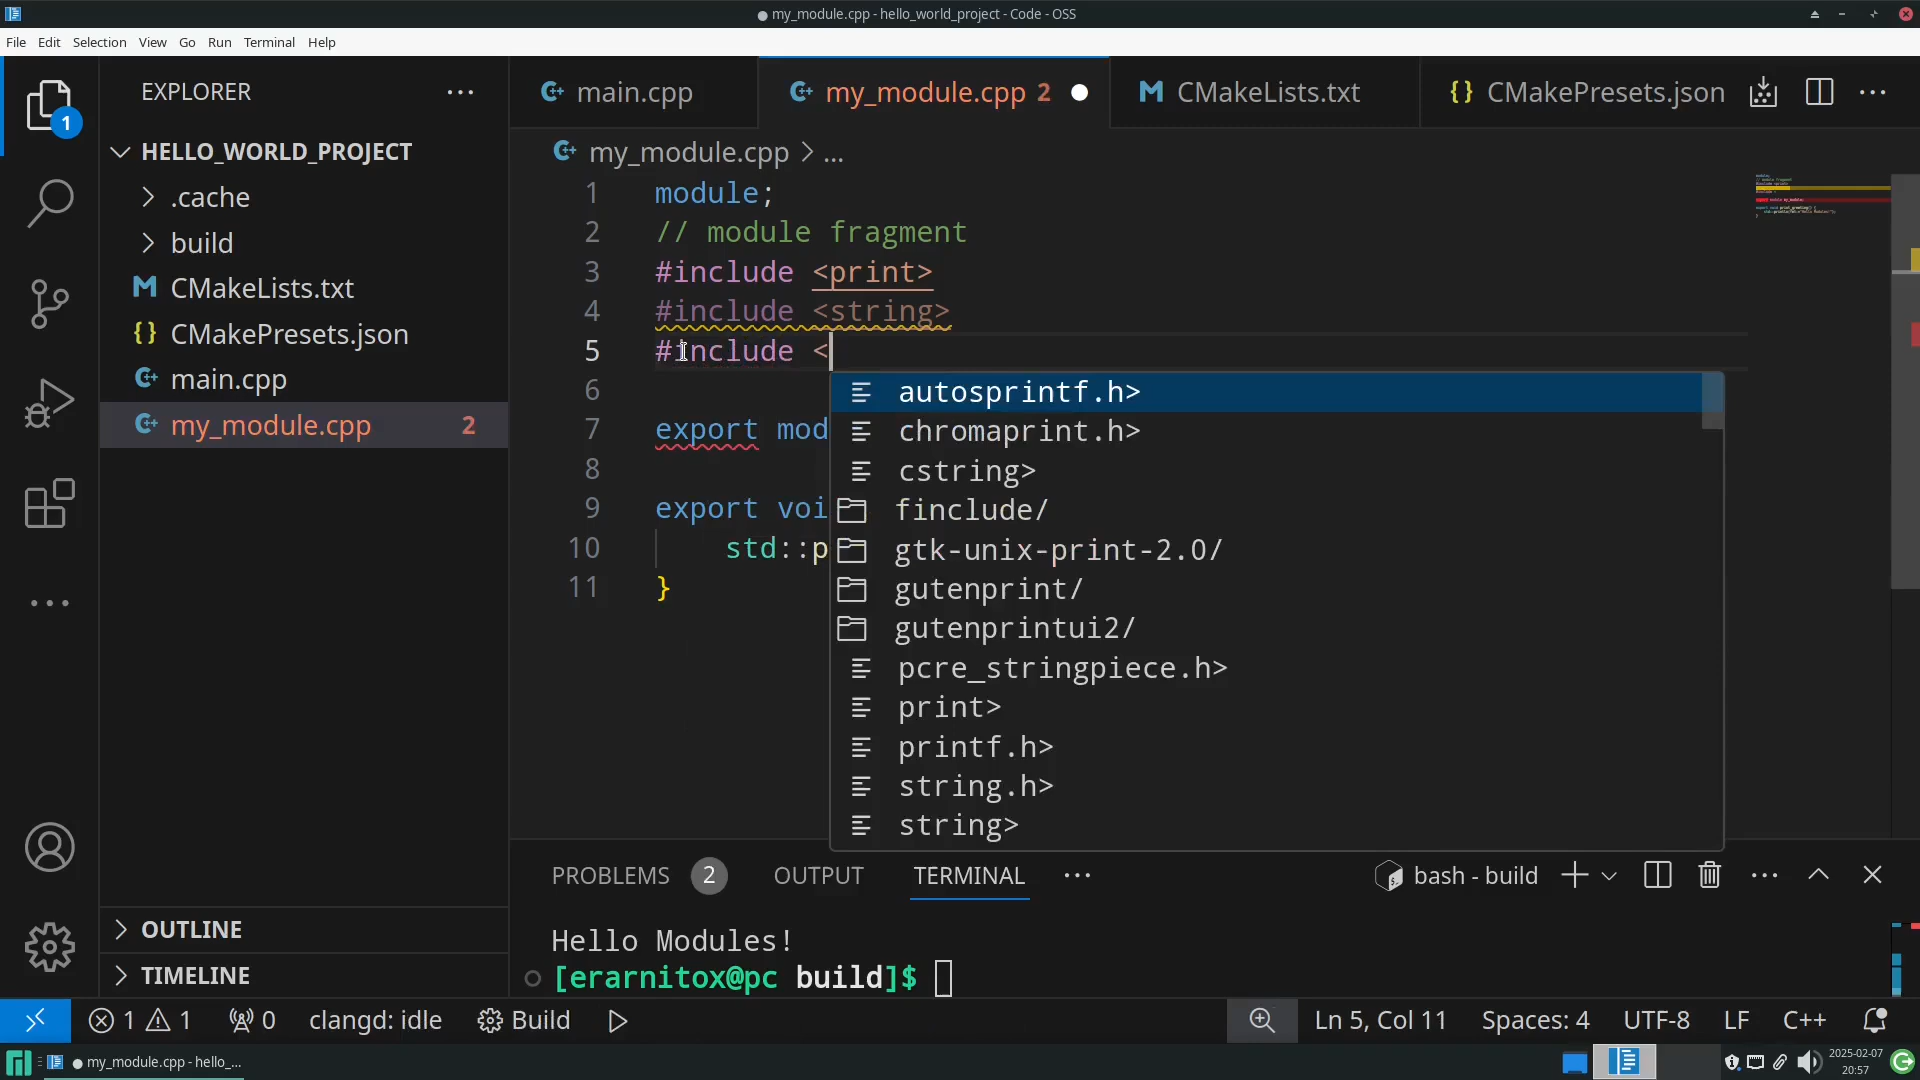 my_module.cpp - hello_world_project - Code - OSS
File Edit Selection View Go Run Terminal Help
EXPLORER
1
HELLO_WORLD_PROJECT
.cache
build
CMakeLists.txt
CMakePresets.json
main.cpp
my_module.cpp 2
OUTLINE
TIMELINE
main.cpp my_module.cpp 2 CMakeLists.txt CMakePresets.json
my_module.cpp > ...
1 module;
2 // module fragment
3 #include <print>
4 #include <string>
5 #include <
6
7 export mod
8
9 export voi
10 std::p
11 }
autosprintf.h>
chromaprint.h>
cstring>
finclude/
gtk-unix-print-2.0/
gutenprint/
gutenprintui2/
pcre_stringpiece.h>
print>
printf.h>
string.h>
string>
PROBLEMS 2 OUTPUT TERMINAL bash - build
Hello Modules!
[erarnitox@pc build]$
1 1 0 clangd: idle Build Ln 5, Col 11 Spaces: 4 UTF-8 LF C++
my_module.cpp - hello_...
2025-02-07
20:57